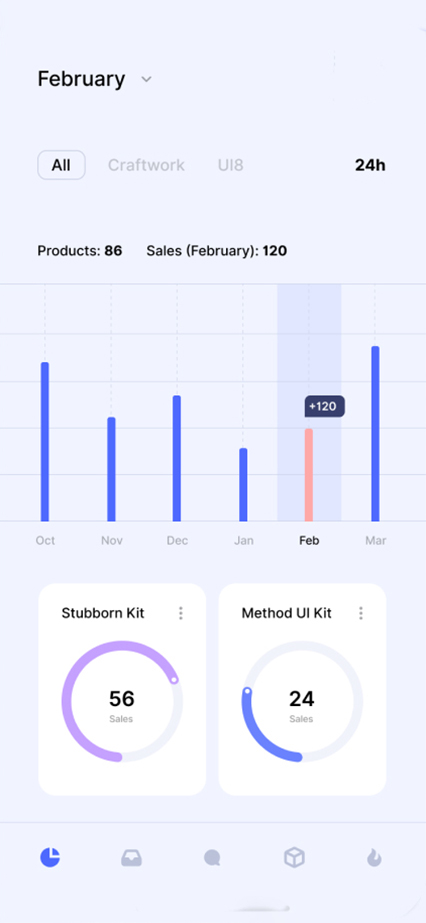 February
All Craftwork UI8 24h
Products: 86 Sales (February): 120
+120
Oct Nov Dec Jan Feb Mar
Stubborn Kit Method UI Kit
56 24
Sales Sales